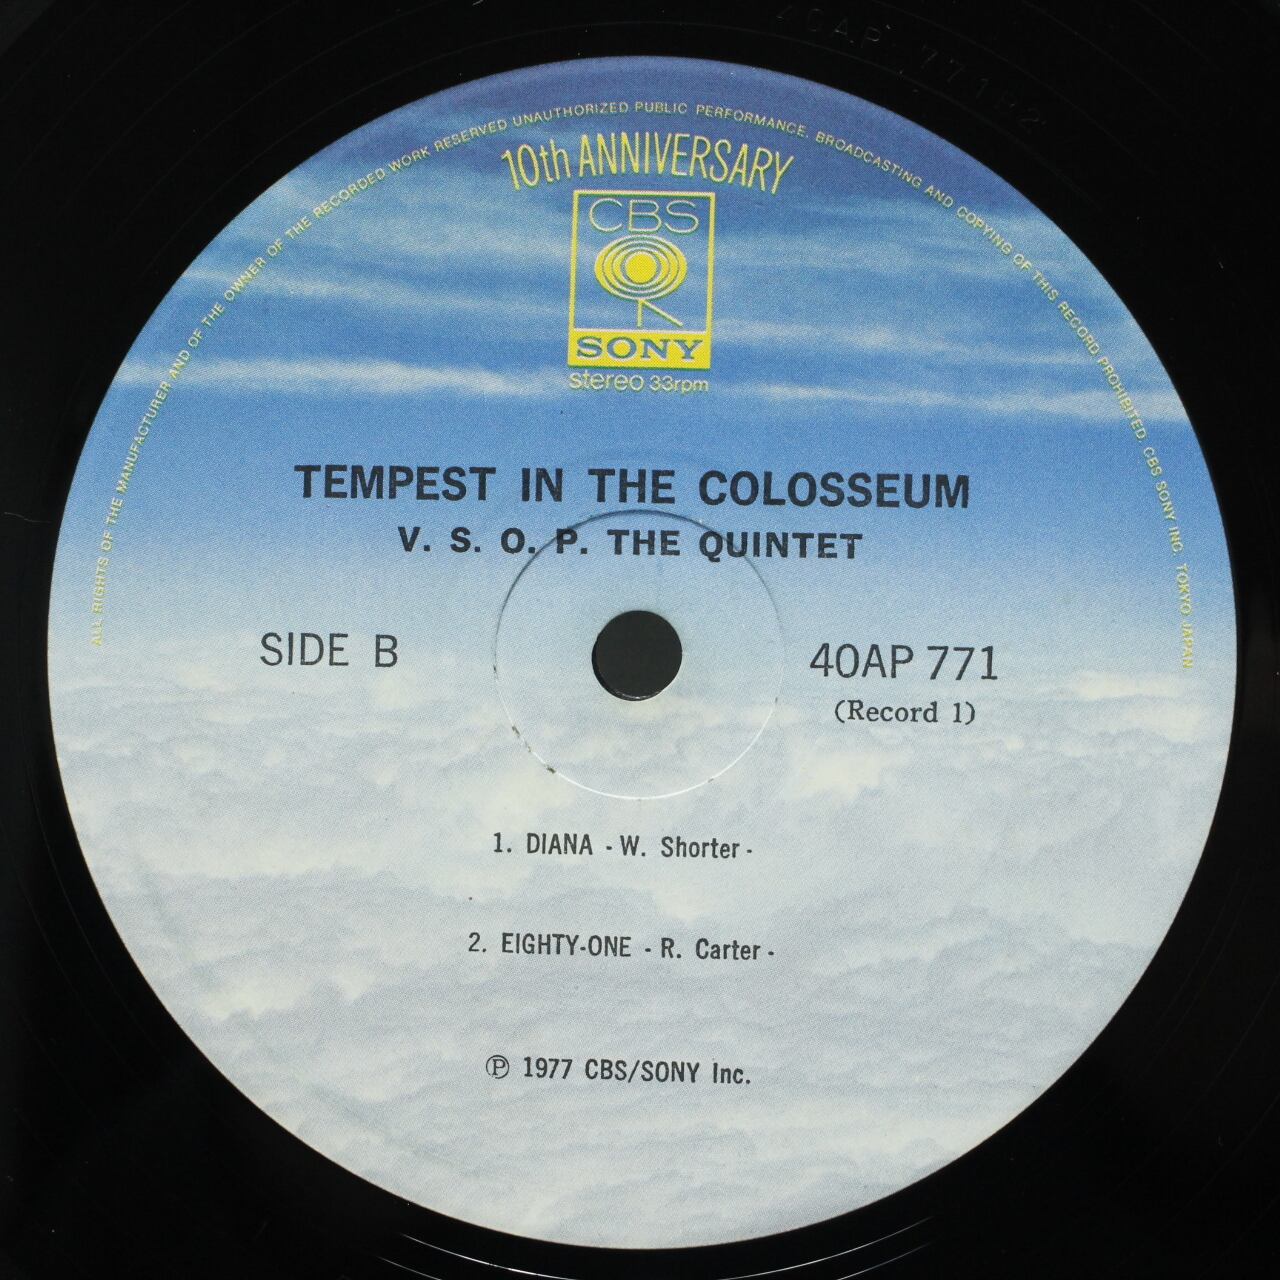 40AP 771B2
ALL RIGHTS OF THE MANUFACTURER AND OF THE OWNER OF THE RECORDED WORK RESERVED UNAUTHORIZED PUBLIC PERFORMANCE. BROADCASTING AND COPYING OF THIS RECORD PROHIBITED. CBS SONY INC. TOKYO JAPAN
10th ANNIVERSARY
CBS
SONY
stereo 33rpm
TEMPEST IN THE COLOSSEUM
V. S. O. P. THE QUINTET
SIDE B
40AP 771
(Record 1)
1. DIANA - W. Shorter -
2. EIGHTY-ONE - R. Carter -
℗ 1977 CBS/SONY Inc.